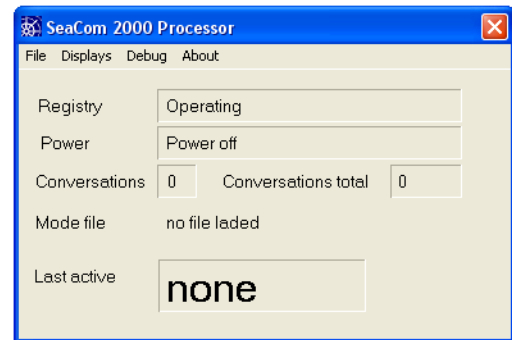 SeaCom 2000 Processor
File Displays Debug About
Registry Operating
Power Power off
Conversations 0 Conversations total 0
Mode file no file laded
Last active none